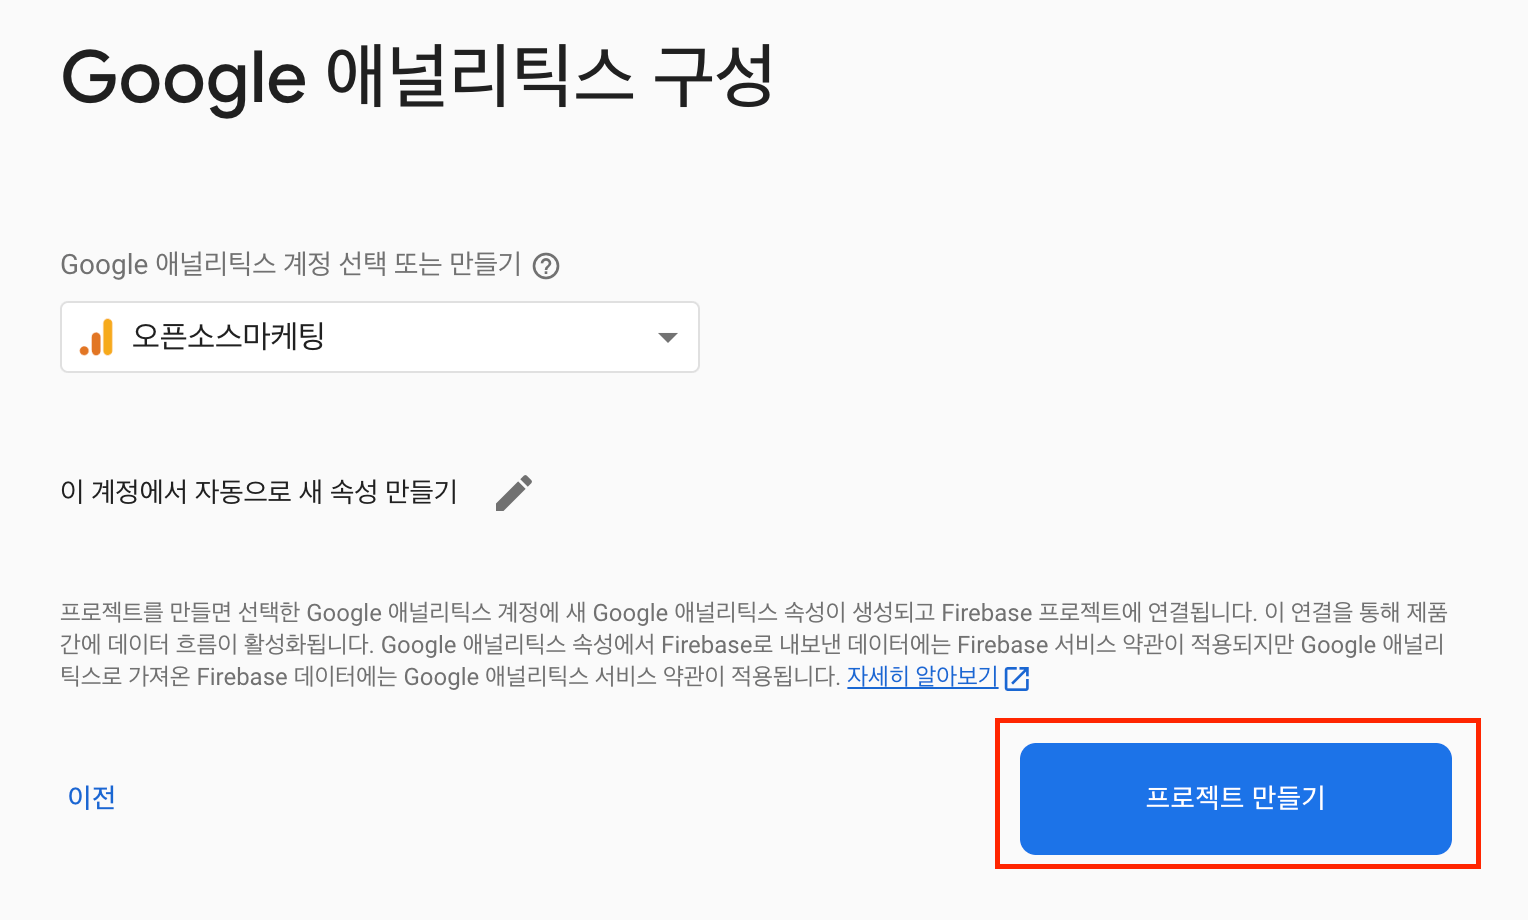 Google 애널리틱스 구성
Google 애널리틱스 계정 선택 또는 만들기
오픈소스마케팅
이 계정에서 자동으로 새 속성 만들기
프로젝트를 만들면 선택한 Google 애널리틱스 계정에 새 Google 애널리틱스 속성이 생성되고 Firebase 프로젝트에 연결됩니다. 이 연결을 통해 제품
간에 데이터 흐름이 활성화됩니다. Google 애널리틱스 속성에서 Firebase로 내보낸 데이터에는 Firebase 서비스 약관이 적용되지만 Google 애널리
틱스로 가져온 Firebase 데이터에는 Google 애널리틱스 서비스 약관이 적용됩니다. 자세히 알아보기
이전
프로젝트 만들기